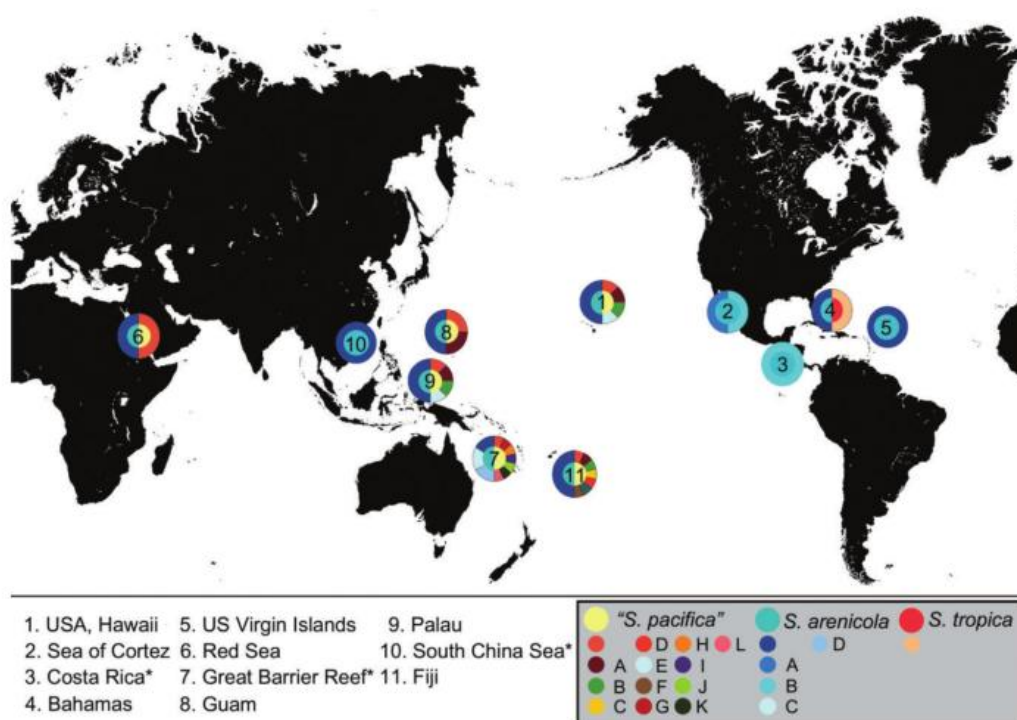 1
2
3
4
5
6
7
8
9
10
11
1. USA, Hawaii 5. US Virgin Islands 9. Palau
2. Sea of Cortez 6. Red Sea 10. South China Sea*
3. Costa Rica* 7. Great Barrier Reef* 11. Fiji
4. Bahamas 8. Guam
"S. pacifica" S. arenicola S. tropica
D H L D
A E I A
B F J B
C G K C